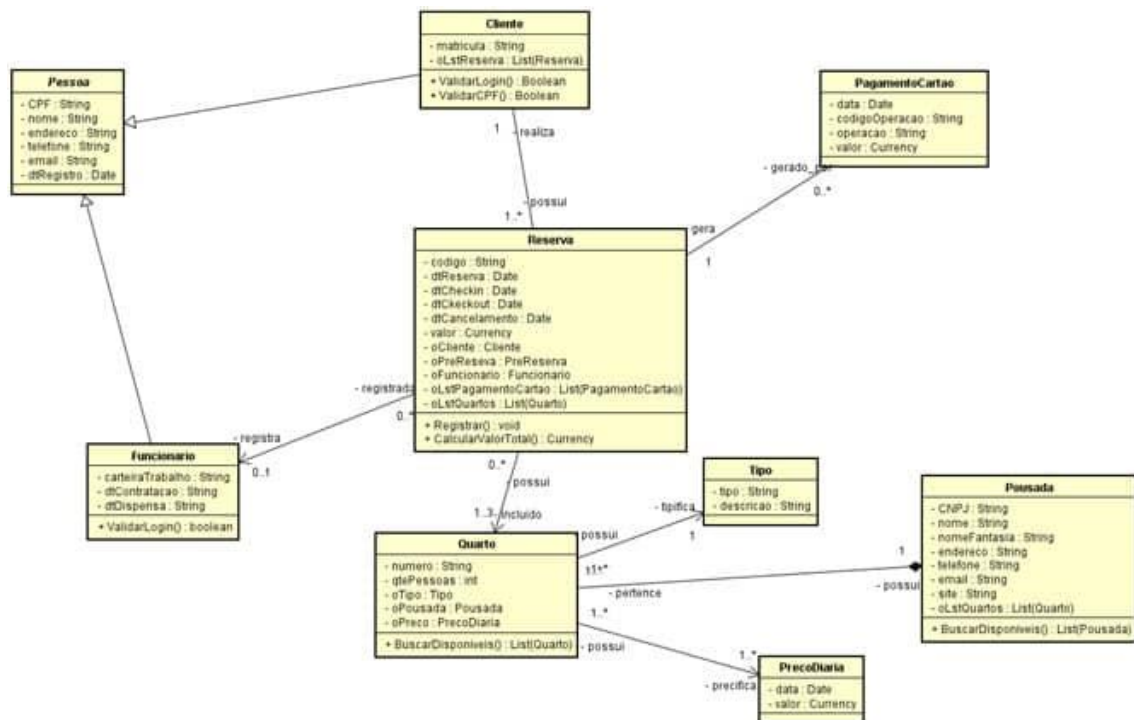 Cliente
- matricula : String
- oLstReserva : List(Reserva)
+ ValidarLogin() : Boolean
+ ValidarCPF() : Boolean
Pessoa
- CPF : String
- nome : String
- endereco : String
- telefone : String
- email : String
- dtRegistro : Date
PagamentoCartao
- data : Date
- codigoOperacao : String
- operacao : String
- valor : Currency
1
- realiza
- gerado_por
0..*
- possui
1..*
gera
1
Reserva
- codigo : String
- dtReserva : Date
- dtCheckin : Date
- dtCkeckout : Date
- dtCancelamento : Date
- valor : Currency
- oCliente : Cliente
- oPreReseva : PreReserva
- oFuncionario : Funcionario
- oLstPagamentoCartao : List(PagamentoCartao)
- oLstQuartos : List(Quarto)
+ Registrar() : void
+ CalcularValorTotal() : Currency
- registrada
0..*
- registra
0..1
Funcionario
- carteiraTrabalho : String
- dtContratacao : String
- dtDispensa : String
+ ValidarLogin() : boolean
0..*
- possui
1..3
- incluido
Tipo
- tipo : String
- descricao : String
- tipifica
1
possui
1..*
Quarto
- numero : String
- qtePessoas : int
- oTipo : Tipo
- oPousada : Pousada
- oPreco : PrecoDiaria
+ BuscarDisponiveis() : List(Quarto)
- pertence
1
- possui
Pousada
- CNPJ : String
- nome : String
- nomeFantasia : String
- endereco : String
- telefone : String
- email : String
- site : String
- oLstQuartos : List(Quarto)
+ BuscarDisponiveis() : List(Pousada)
1..*
- possui
1..*
- precifica
PrecoDiaria
- data : Date
- valor : Currency